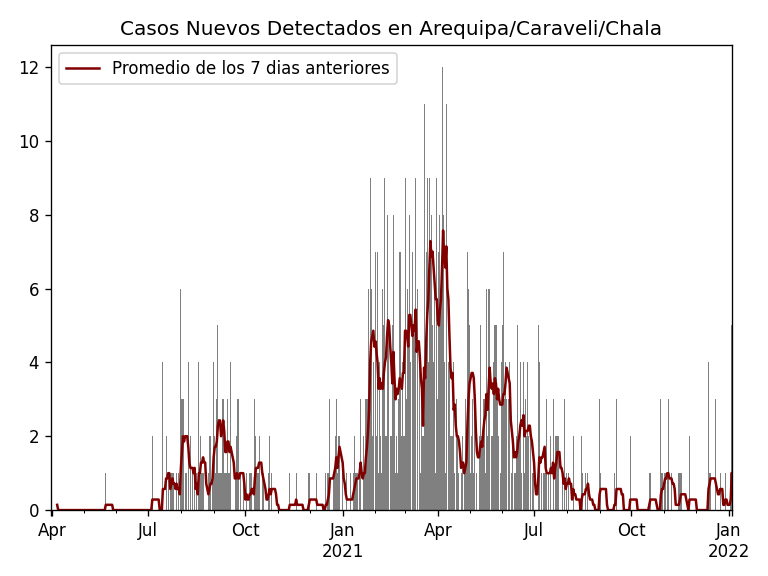 Casos Nuevos Detectados en Arequipa/Caraveli/Chala
Promedio de los 7 dias anteriores
12
10
8
6
4
2
0
Apr Jul Oct Jan Apr Jul Oct Jan
2021 2022